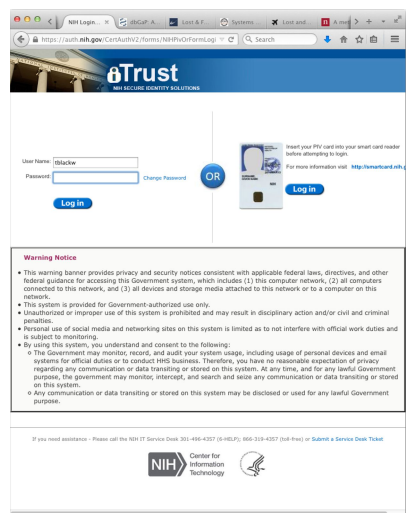 NIH Login...
dbGaP: A...
Lost & F...
Systems ...
Lost and ...
A met
https://auth.nih.gov/CertAuthV2/forms/NIHPivOrFormLogi
Search
iTrust
NIH SECURE IDENTITY SOLUTIONS
User Name: tblackw
Password:
Change Password
Log in
OR
Insert your PIV card into your smart card reader
before attempting to login.
For more information visit http://smartcard.nih.g
Log in
Warning Notice
• This warning banner provides privacy and security notices consistent with applicable federal laws, directives, and other
federal guidance for accessing this Government system, which includes (1) this computer network, (2) all computers
connected to this network, and (3) all devices and storage media attached to this network or to a computer on this
network.
• This system is provided for Government-authorized use only.
• Unauthorized or improper use of this system is prohibited and may result in disciplinary action and/or civil and criminal
penalties.
• Personal use of social media and networking sites on this system is limited as to not interfere with official work duties and
is subject to monitoring.
• By using this system, you understand and consent to the following:
o The Government may monitor, record, and audit your system usage, including usage of personal devices and email
systems for official duties or to conduct HHS business. Therefore, you have no reasonable expectation of privacy
regarding any communication or data transiting or stored on this system. At any time, and for any lawful Government
purpose, the government may monitor, intercept, and search and seize any communication or data transiting or stored
on this system.
o Any communication or data transiting or stored on this system may be disclosed or used for any lawful Government
purpose.
If you need assistance - Please call the NIH IT Service Desk 301-496-4357 (6-HELP); 866-319-4357 (toll-free) or Submit a Service Desk Ticket
NIH
Center for
Information
Technology